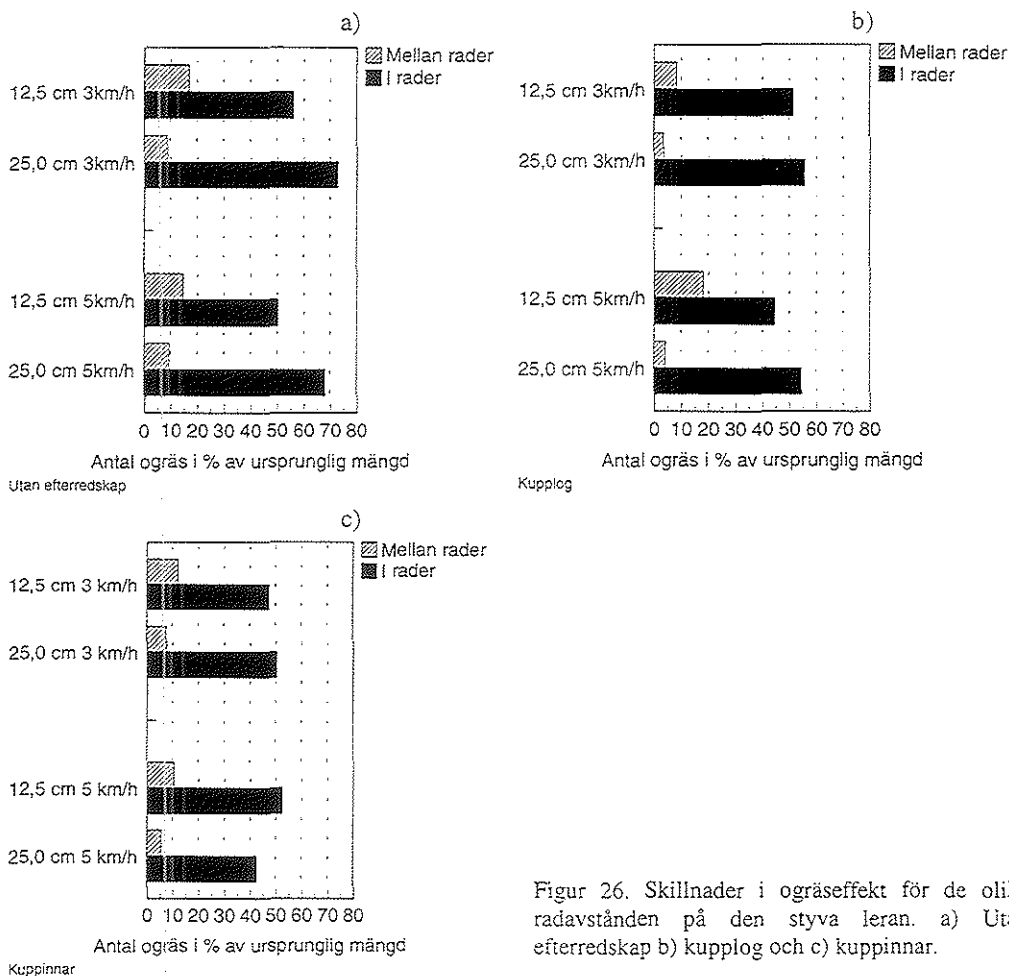 a)
Mellan rader
I rader
12,5 cm 3km/h
25,0 cm 3km/h
12,5 cm 5km/h
25,0 cm 5km/h
0 10 20 30 40 50 60 70 80
Antal ogräs i % av ursprunglig mängd
Utan efterredskap
b)
Mellan rader
I rader
12,5 cm 3km/h
25,0 cm 3km/h
12,5 cm 5km/h
25,0 cm 5km/h
0 10 20 30 40 50 60 70 80
Antal ogräs i % av ursprunglig mängd
Kupplog
c)
Mellan rader
I rader
12,5 cm 3 km/h
25,0 cm 3 km/h
12,5 cm 5 km/h
25,0 cm 5 km/h
0 10 20 30 40 50 60 70 80
Antal ogräs i % av ursprunglig mängd
Kuppinnar
Figur 26. Skillnader i ogräseffekt för de olik
radavstånden på den styva leran. a) Uta
efterredskap b) kupplog och c) kuppinnar.